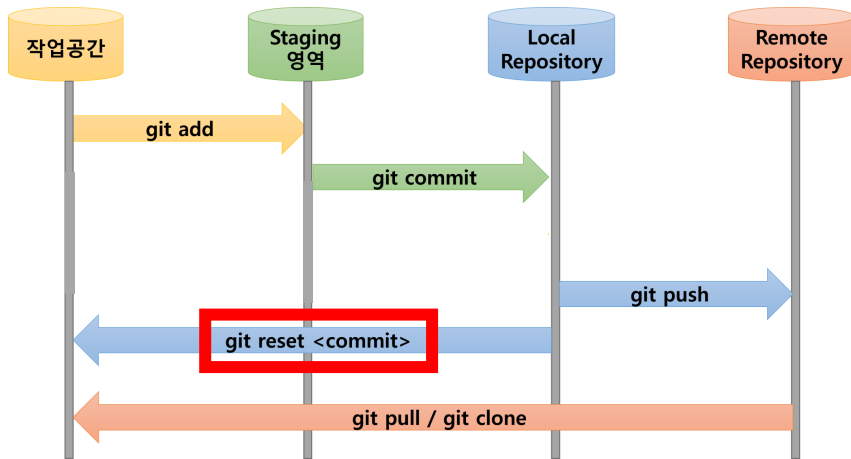 작업공간
Staging
영역
Local
Repository
Remote
Repository
git add
git commit
git push
git reset <commit>
git pull / git clone